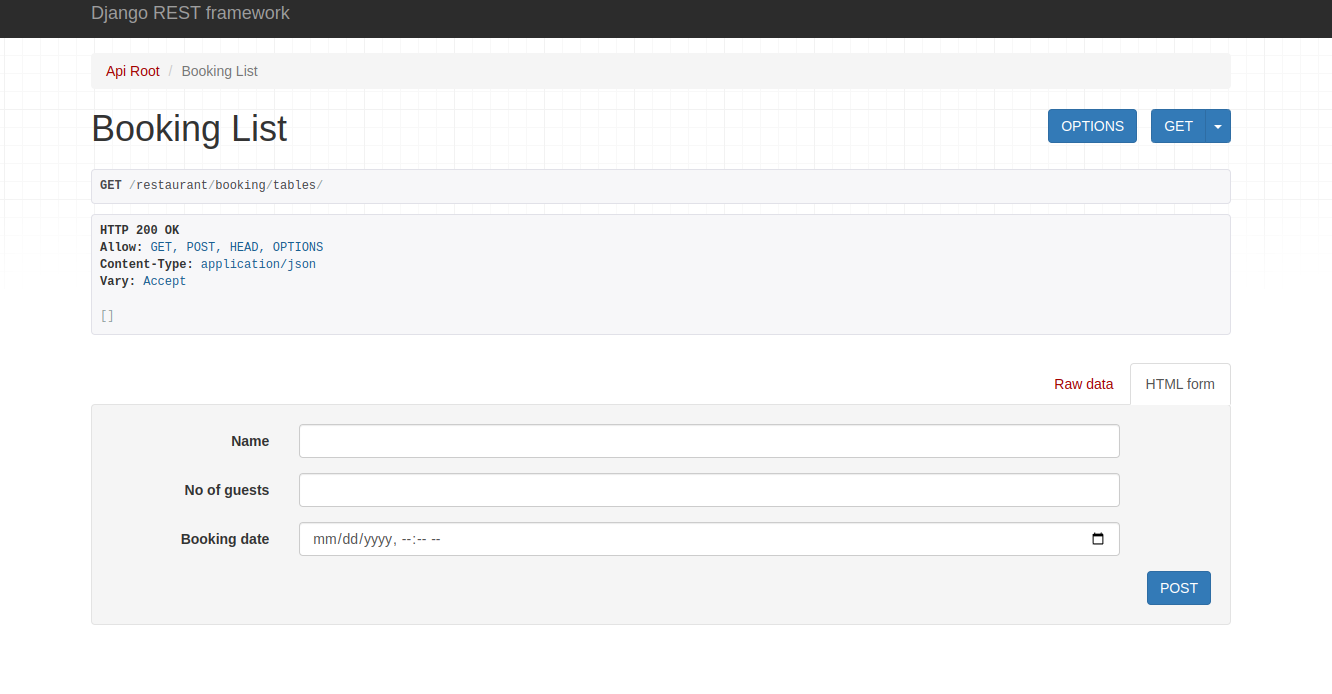 Django REST framework
Api Root / Booking List
Booking List
OPTIONS
GET
GET /restaurant/booking/tables/
HTTP 200 OK
Allow: GET, POST, HEAD, OPTIONS
Content-Type: application/json
Vary: Accept
[]
Raw data
HTML form
Name
No of guests
Booking date
mm/dd/yyyy, --:-- --
POST